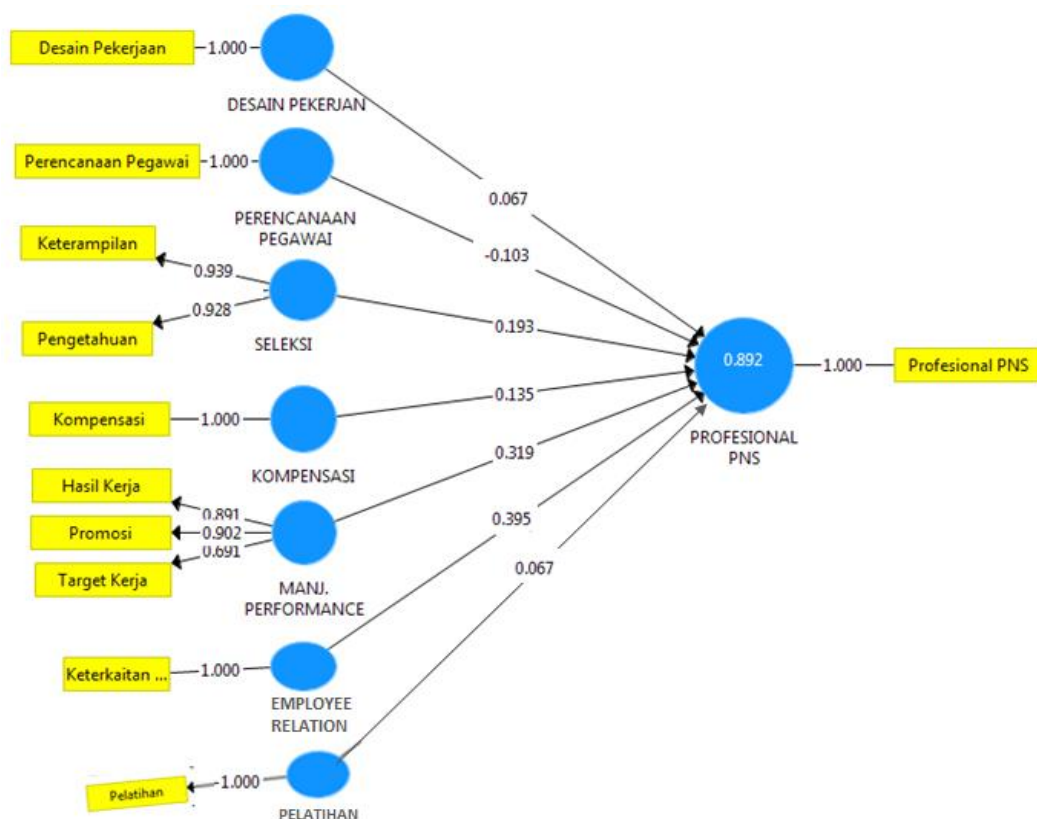 Desain Pekerjaan
1.000
DESAIN PEKERJAN
Perencanaan Pegawai
1.000
PERENCANAAN
PEGAWAI
0.067
-0.103
Keterampilan
0.939
0.928
Pengetahuan
SELEKSI
0.193
0.892
1.000
Profesional PNS
PROFESIONAL
PNS
Kompensasi
1.000
KOMPENSASI
0.135
0.319
Hasil Kerja
0.891
Promosi
0.902
0.691
Target Kerja
MANJ.
PERFORMANCE
0.395
0.067
Keterkaitan ...
1.000
EMPLOYEE
RELATION
Pelatihan
-1.000
PELATIHAN